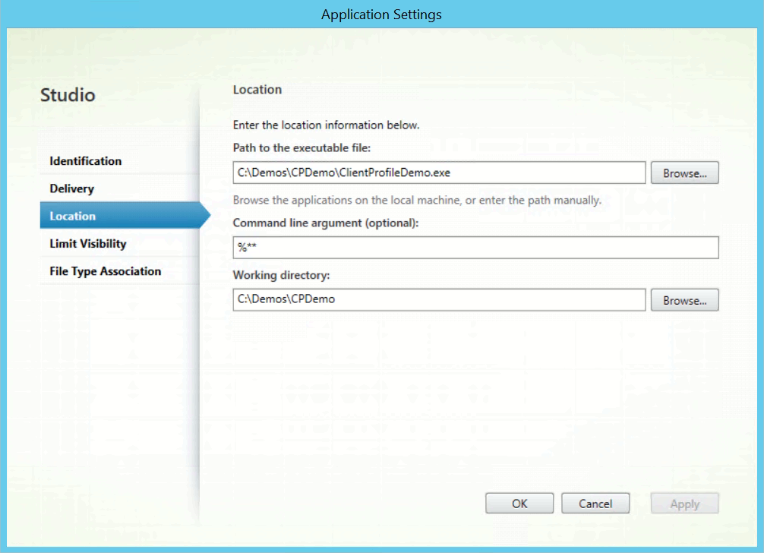 Application Settings
Studio
Identification
Delivery
Location
Limit Visibility
File Type Association
Location
Enter the location information below.
Path to the executable file:
C:\Demos\CPDemo\ClientProfileDemo.exe
Browse...
Browse the applications on the local machine, or enter the path manually.
Command line argument (optional):
%**
Working directory:
C:\Demos\CPDemo
Browse...
OK
Cancel
Apply